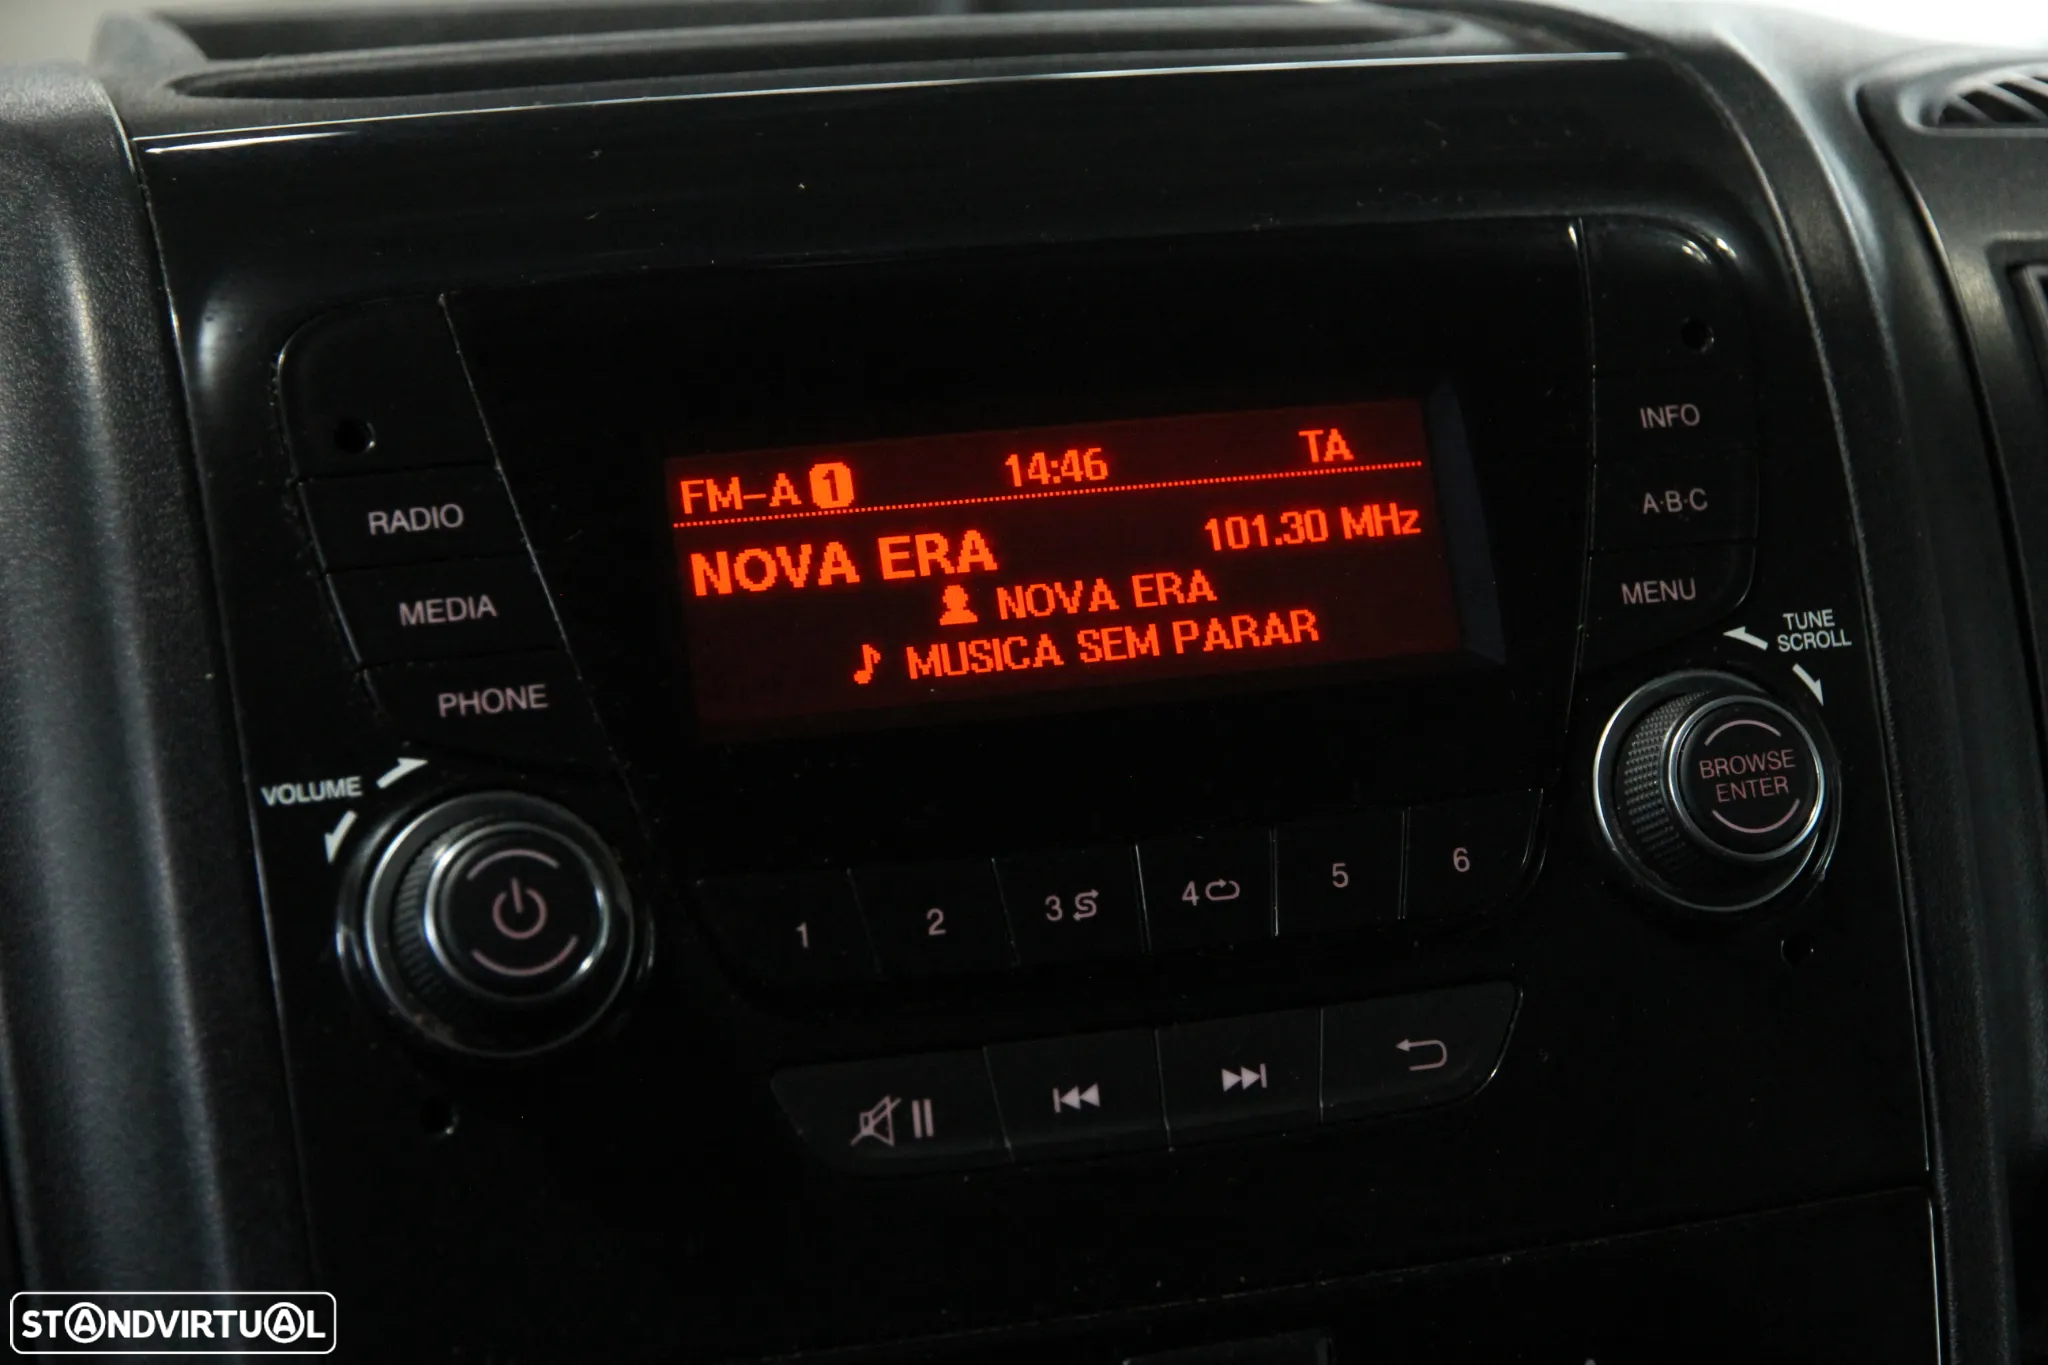 FM-A 1 14:46 TA
NOVA ERA 101.30 MHz
NOVA ERA
MUSICA SEM PARAR
RADIO
MEDIA
PHONE
VOLUME
INFO
A·B·C
MENU
TUNE
SCROLL
BROWSE
ENTER
1 2 3 4 5 6
STANDVIRTUAL